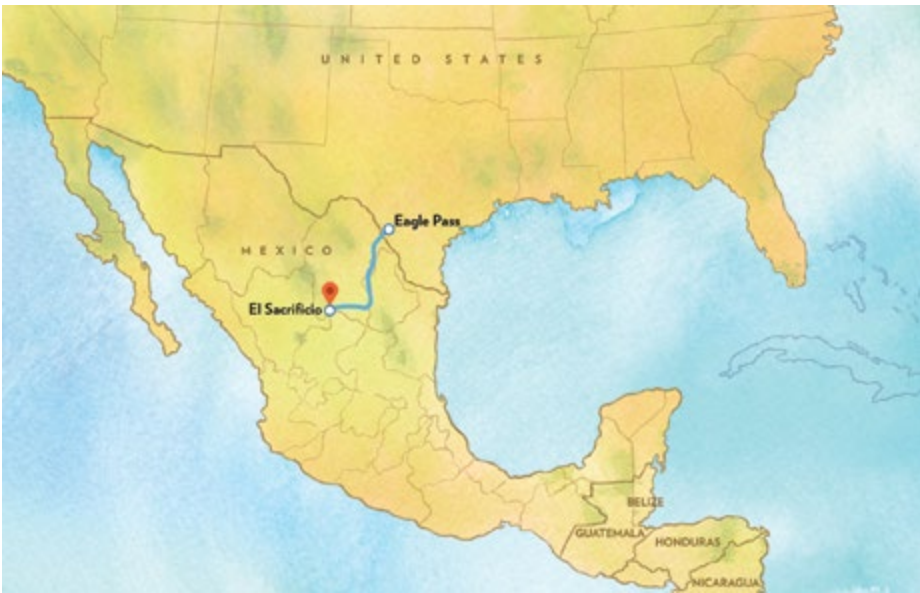 UNITED STATES
Eagle Pass
MEXICO
El Sacrificio
BELIZE
GUATEMALA
HONDURAS
NICARAGUA